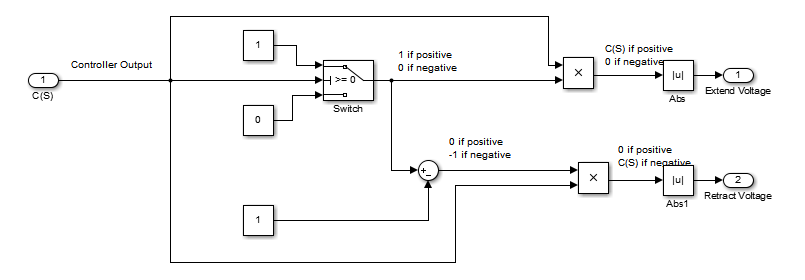 1
C(S)
Controller Output
1
0
>= 0
Switch
1 if positive
0 if negative
×
C(S) if positive
0 if negative
|u|
Abs
1
Extend Voltage
1
+
−
0 if positive
-1 if negative
×
0 if positive
C(S) if negative
|u|
Abs1
2
Retract Voltage